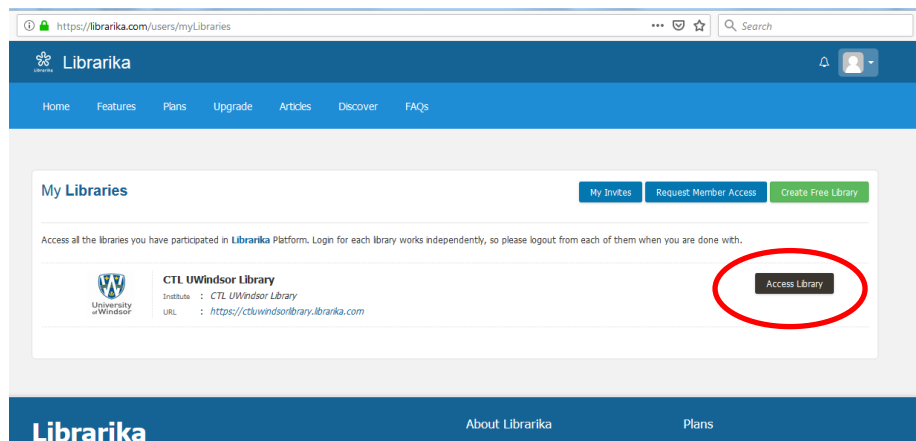 https://librarika.com/users/myLibraries
Search
Librarika
Home Features Plans Upgrade Articles Discover FAQs
My Libraries
My Invites Request Member Access Create Free Library
Access all the libraries you have participated in Librarika Platform. Login for each library works independently, so please logout from each of them when you are done with.
University of Windsor
CTL UWindsor Library
Institute : CTL UWindsor Library
URL : https://ctluwindsorlibrary.librarika.com
Access Library
Librarika
About Librarika
Plans